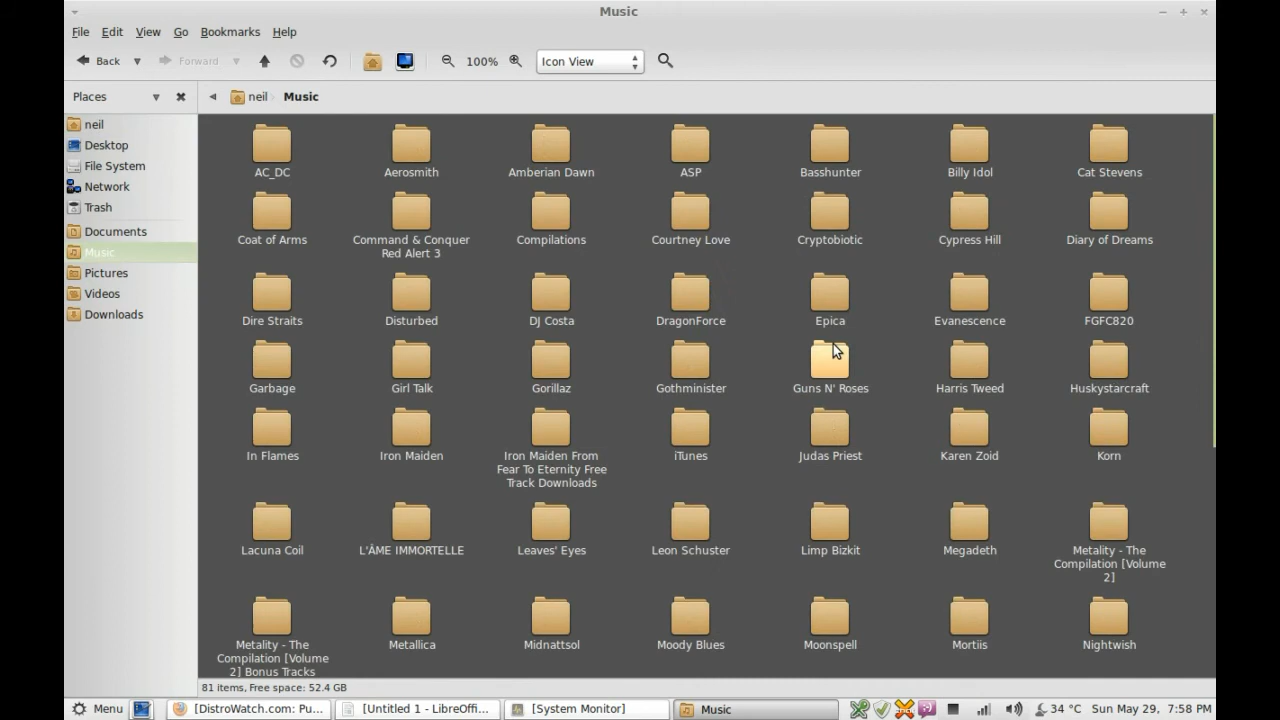 Music
File Edit View Go Bookmarks Help
Back Forward 100% Icon View
Places neil Music
neil
Desktop
File System
Network
Trash
Documents
Music
Pictures
Videos
Downloads
AC_DC Aerosmith Amberian Dawn ASP Basshunter Billy Idol Cat Stevens
Coat of Arms Command & Conquer Compilations Courtney Love Cryptobiotic Cypress Hill Diary of Dreams
Red Alert 3
Dire Straits Disturbed DJ Costa DragonForce Epica Evanescence FGFC820
Garbage Girl Talk Gorillaz Gothminister Guns N' Roses Harris Tweed Huskystarcraft
In Flames Iron Maiden Iron Maiden From iTunes Judas Priest Karen Zoid Korn
Fear To Eternity Free
Track Downloads
Lacuna Coil L'ÂME IMMORTELLE Leaves' Eyes Leon Schuster Limp Bizkit Megadeth Metality - The
Compilation [Volume
2]
Metality - The Metallica Midnattsol Moody Blues Moonspell Mortiis Nightwish
Compilation [Volume
2] Bonus Tracks
81 items, Free space: 52.4 GB
Menu [DistroWatch.com: Pu... [Untitled 1 - LibreOffi... [System Monitor] Music 34 °C Sun May 29, 7:58 PM